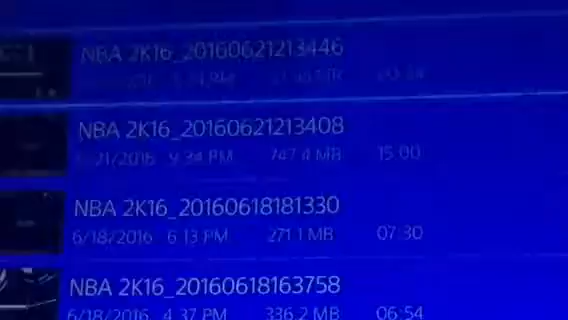 NBA 2K16_20160621213446
NBA 2K16_20160621213408
/21/2016 9:34 PM 747.4 MB 15:00
NBA 2K16_20160618181330
6/18/2016 6:13 PM 271.1 MB 07:30
NBA 2K16_20160618163758
6/18/2016 4:37 PM 336.2 MB 06:54